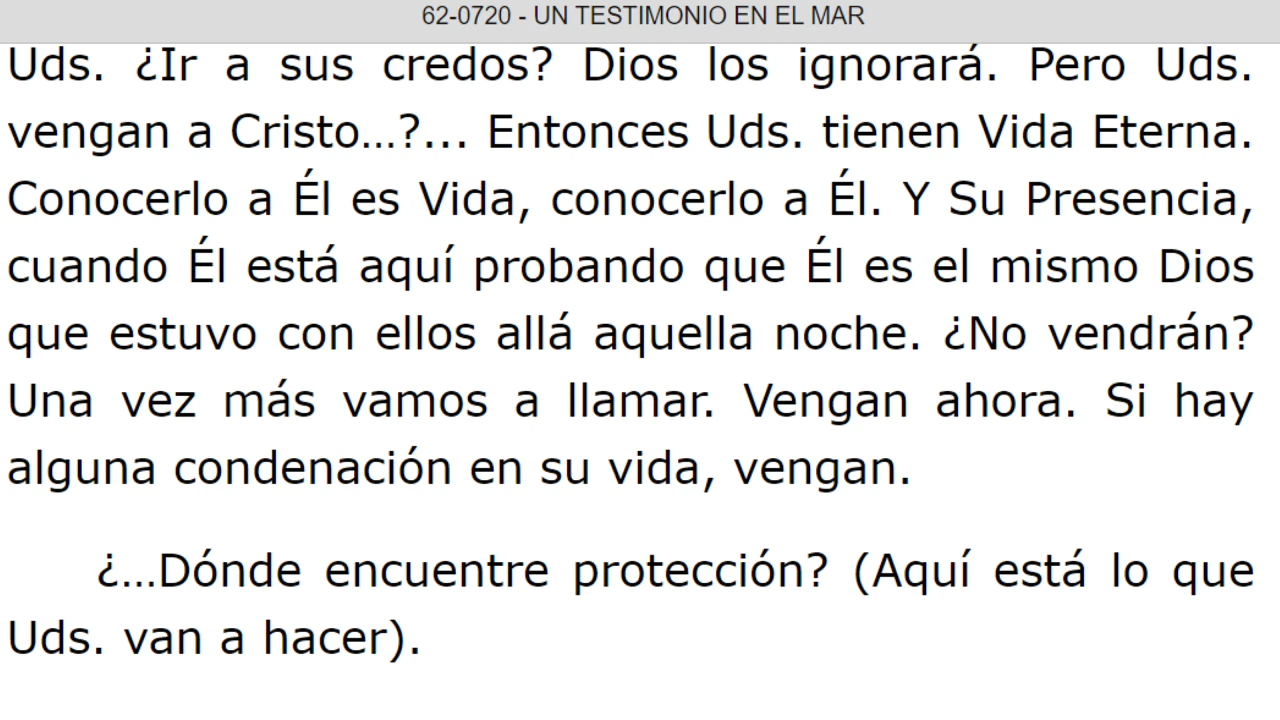 62-0720 - UN TESTIMONIO EN EL MAR
Uds. ¿Ir a sus credos? Dios los ignorará. Pero Uds.
vengan a Cristo...?... Entonces Uds. tienen Vida Eterna.
Conocerlo a Él es Vida, conocerlo a Él. Y Su Presencia,
cuando Él está aquí probando que Él es el mismo Dios
que estuvo con ellos allá aquella noche. ¿No vendrán?
Una vez más vamos a llamar. Vengan ahora. Si hay
alguna condenación en su vida, vengan.
¿...Dónde encuentre protección? (Aquí está lo que
Uds. van a hacer).